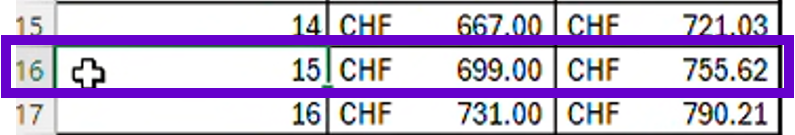 15 14 CHF 667.00 CHF 721.03
16 15 CHF 699.00 CHF 755.62
17 16 CHF 731.00 CHF 790.21